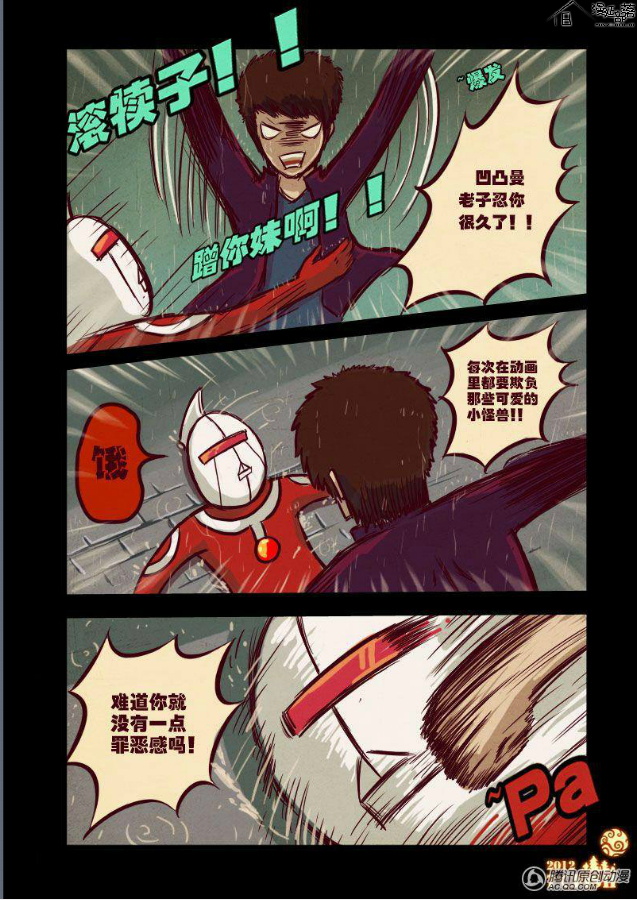 滚犊子！！
~爆发
凹凸曼
老子忍你
很久了！！
蹭你妹啊！！
每次在动画
里都要欺负
那些可爱的
小怪兽!!
饿
难道你就
没有一点
罪恶感吗！
~Pa
2012
腾讯原创动漫
AC.QQ.COM